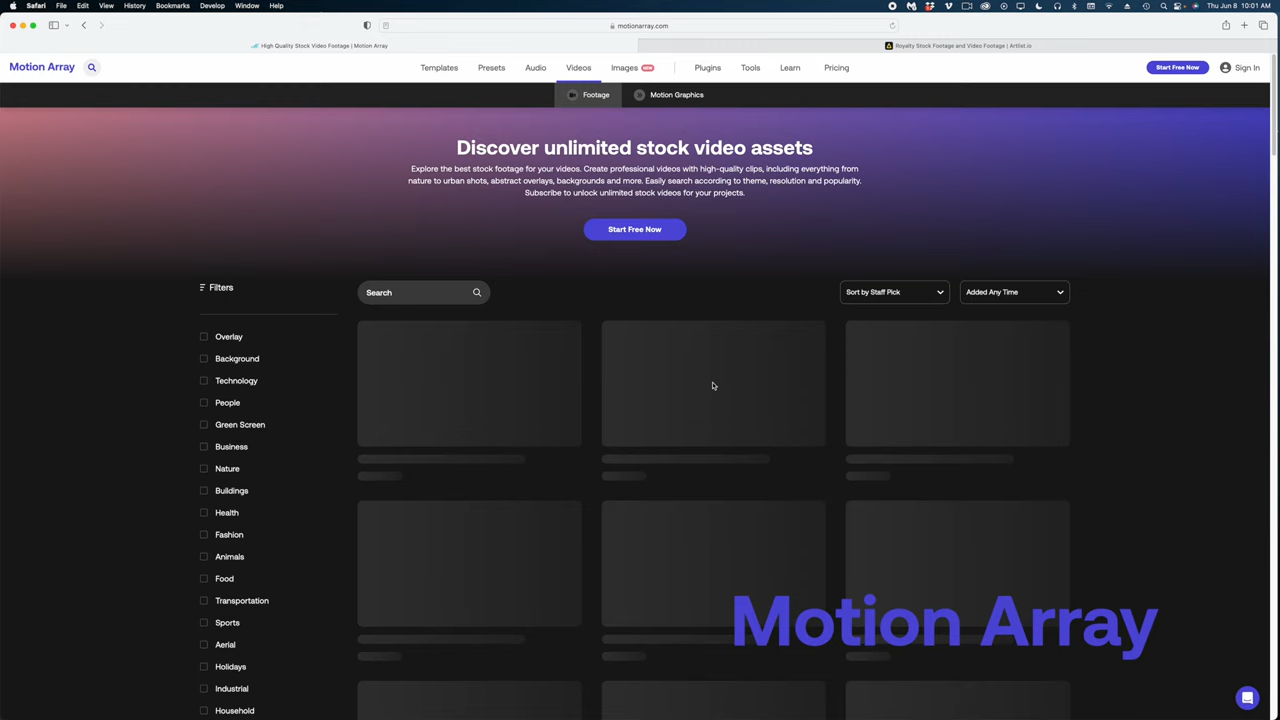 Safari File Edit View History Bookmarks Develop Window Help
Thu Jun 8 10:01 AM
motionarray.com
High Quality Stock Video Footage | Motion Array
Royalty Stock Footage and Video Footage | Artlist.io
Motion Array
Templates Presets Audio Videos Images NEW Plugins Tools Learn Pricing
Start Free Now
Sign In
Footage Motion Graphics
Discover unlimited stock video assets
Explore the best stock footage for your videos. Create professional videos with high-quality clips, including everything from
nature to urban shots, abstract overlays, backgrounds and more. Easily search according to theme, resolution and popularity.
Subscribe to unlock unlimited stock videos for your projects.
Start Free Now
Filters
Search
Sort by Staff Pick
Added Any Time
Overlay
Background
Technology
People
Green Screen
Business
Nature
Buildings
Health
Fashion
Animals
Food
Transportation
Sports
Aerial
Holidays
Industrial
Household
Motion Array